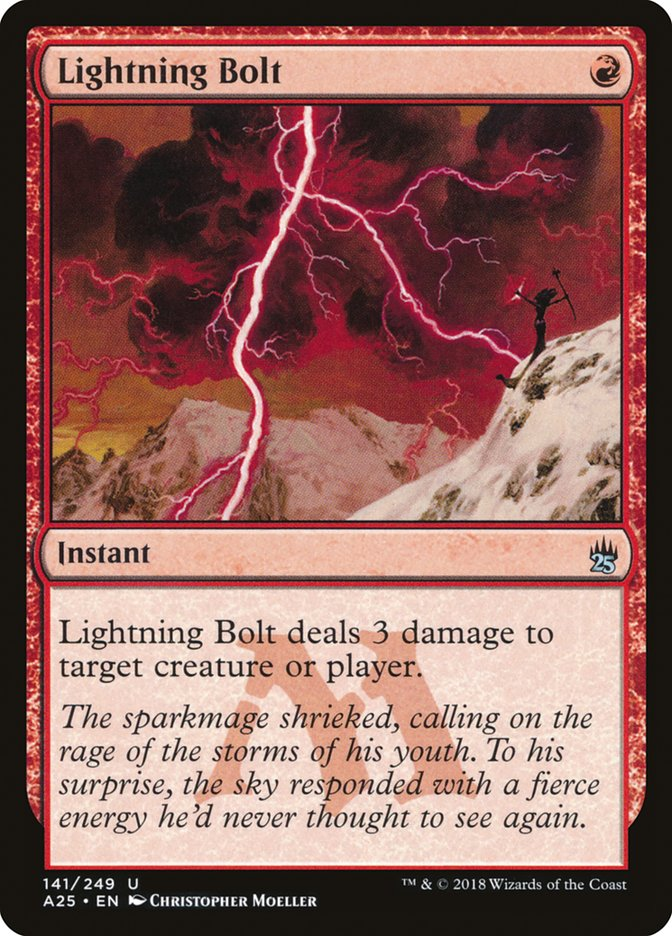 Lightning Bolt
Instant
25
Lightning Bolt deals 3 damage to
target creature or player.
The sparkmage shrieked, calling on the
rage of the storms of his youth. To his
surprise, the sky responded with a fierce
energy he'd never thought to see again.
141/249 U
™ & © 2018 Wizards of the Coast
A25 • EN Christopher Moeller